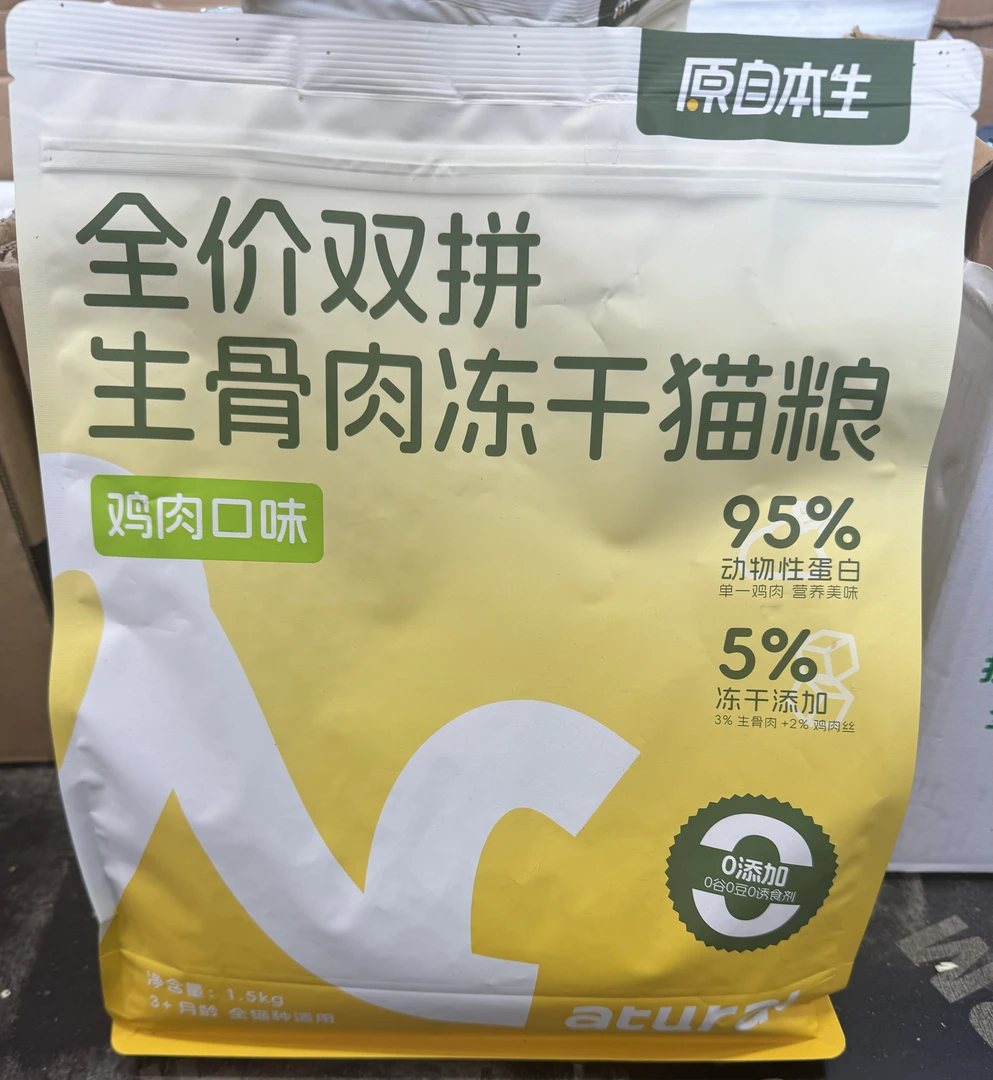 原自本生
全价双拼
生骨肉冻干猫粮
鸡肉口味
95%
动物性蛋白
单一鸡肉 营养美味
5%
冻干添加
3% 生骨肉 +2% 鸡肉丝
0添加
0谷0豆0诱食剂
净含量：1.5kg
3+月龄 全猫种适用
atural